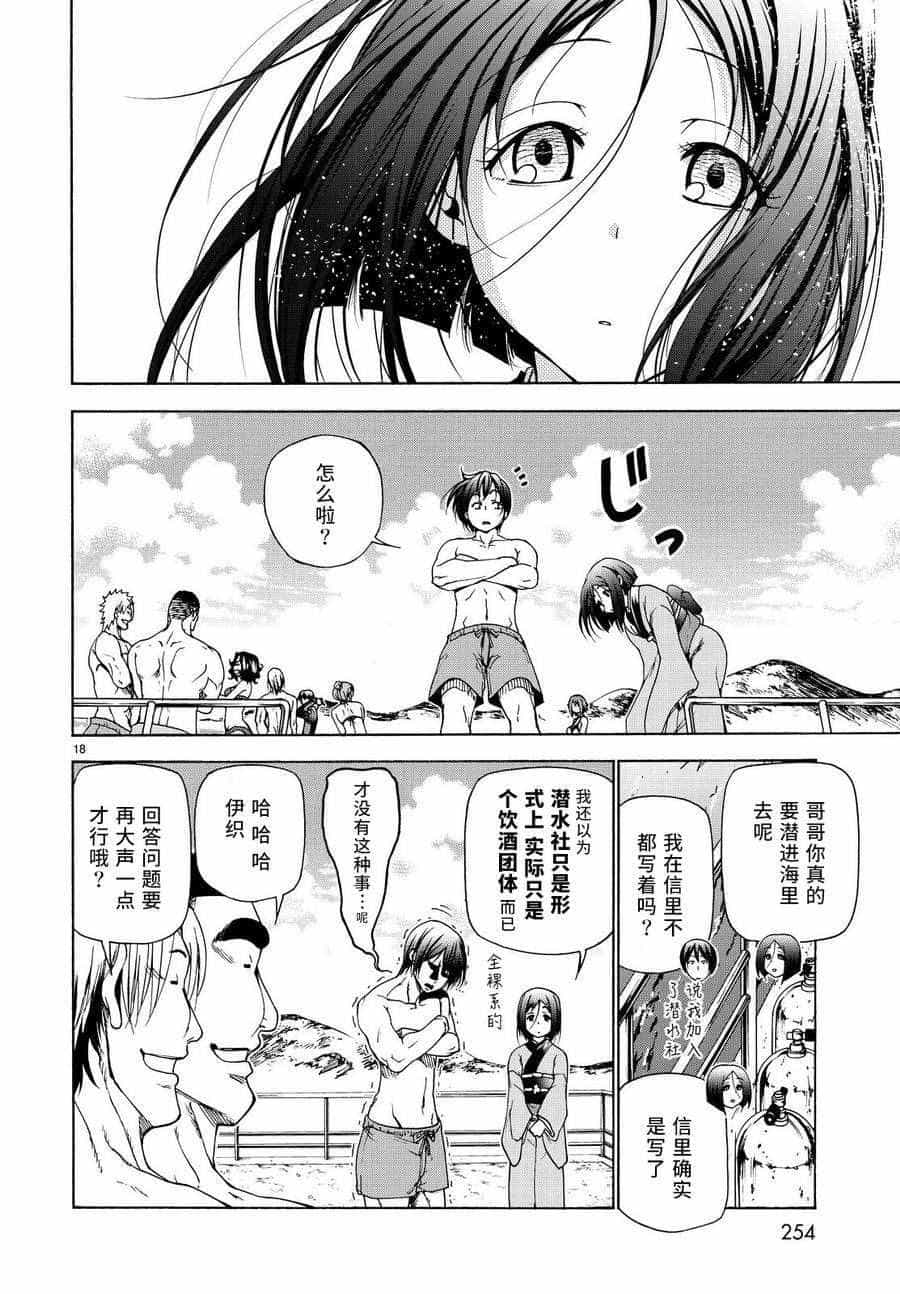 怎么啦？
じーっ
18
哥哥你真的
要潜进海里
去呢
我在信里不
都写着吗？
说我加入
了潜水社
信里确实
是写了
我还以为
潜水社只是形
式上 实际只是
个饮酒团体 而已
全裸系的
才没有这种事…呢
哈哈哈
伊织
回答问题要
再大声一点
才行哦？
254